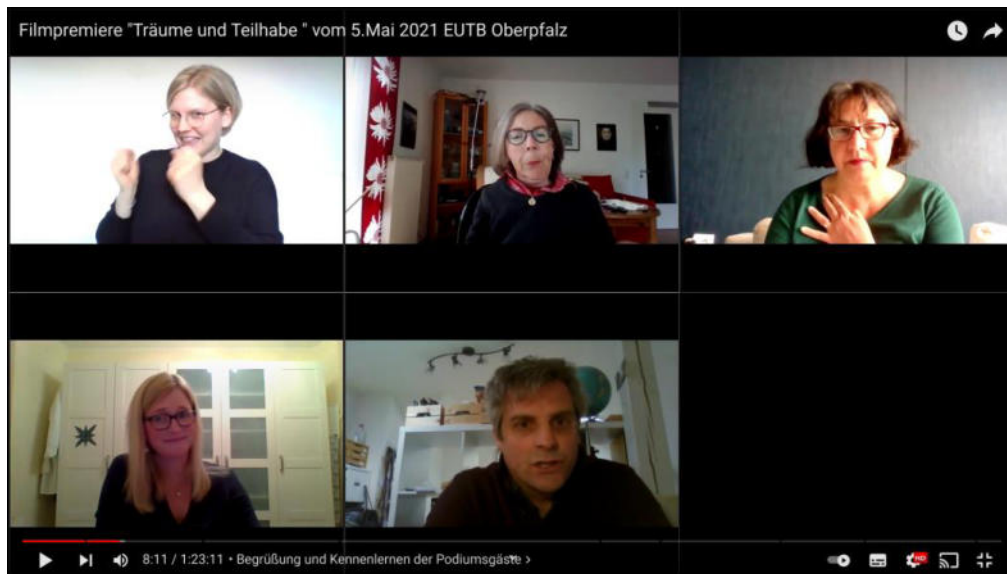 Filmpremiere "Träume und Teilhabe " vom 5.Mai 2021 EUTB Oberpfalz
8:11 / 1:23:11 • Begrüßung und Kennenlernen der Podiumsgäste >
HD